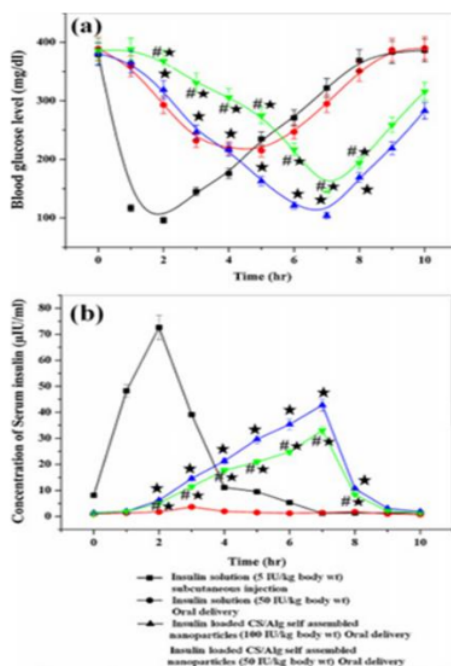 (a)
400
300
200
100
Blood glucose level (mg/dl)
#★
★
#★
★
#★
★
#★
★
#★
★
#★
★
#★
★
0 2 4 6 8 10
Time (hr)
(b)
80
70
60
50
40
30
20
10
0
Concentration of Serum insulin (µIU/ml)
★
#★
★
#★
★
#★
★
#★
★
#★
★
#★
★
#★
0 2 4 6 8 10
Time (hr)
Insulin solution (5 IU/kg body wt)
subcutaneous injection
Insulin solution (50 IU/kg body wt)
Oral delivery
Insulin loaded CS/Alg self assembled
nanoparticles (100 IU/kg body wt) Oral delivery
Insulin loaded CS/Alg self assembled
nanoparticles (50 IU/kg body wt) Oral delivery